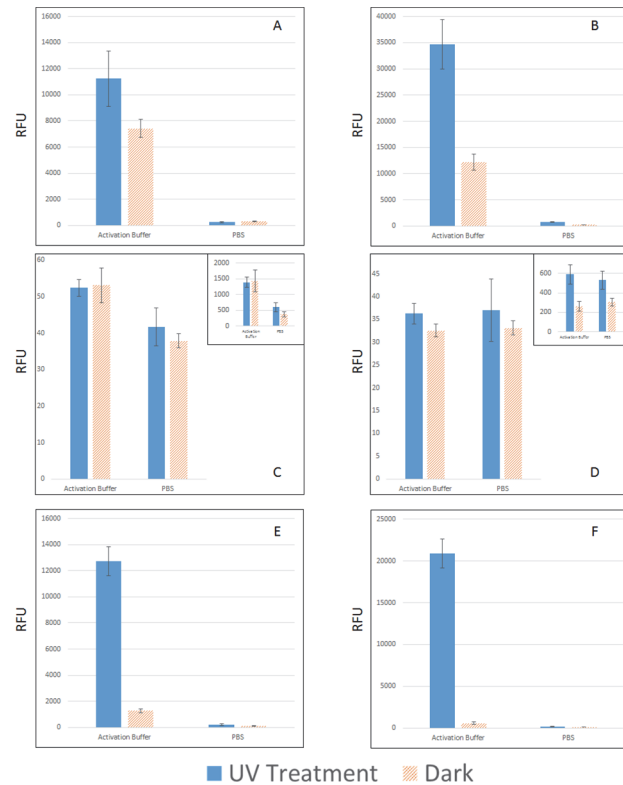 A
RFU
16000
14000
12000
10000
8000
6000
4000
2000
0
Activation Buffer PBS
B
RFU
40000
35000
30000
25000
20000
15000
10000
5000
0
Activation Buffer PBS
RFU
60
50
40
30
20
10
0
Activation Buffer PBS
2000
1500
1000
500
0
Activation PBS
Buffer
C
RFU
45
40
35
30
25
20
15
10
5
0
Activation Buffer PBS
600
400
200
0
Activation Buffer PBS
D
E
RFU
16000
14000
12000
10000
8000
6000
4000
2000
0
Activation Buffer PBS
F
RFU
25000
20000
15000
10000
5000
0
Activation Buffer PBS
UV Treatment Dark